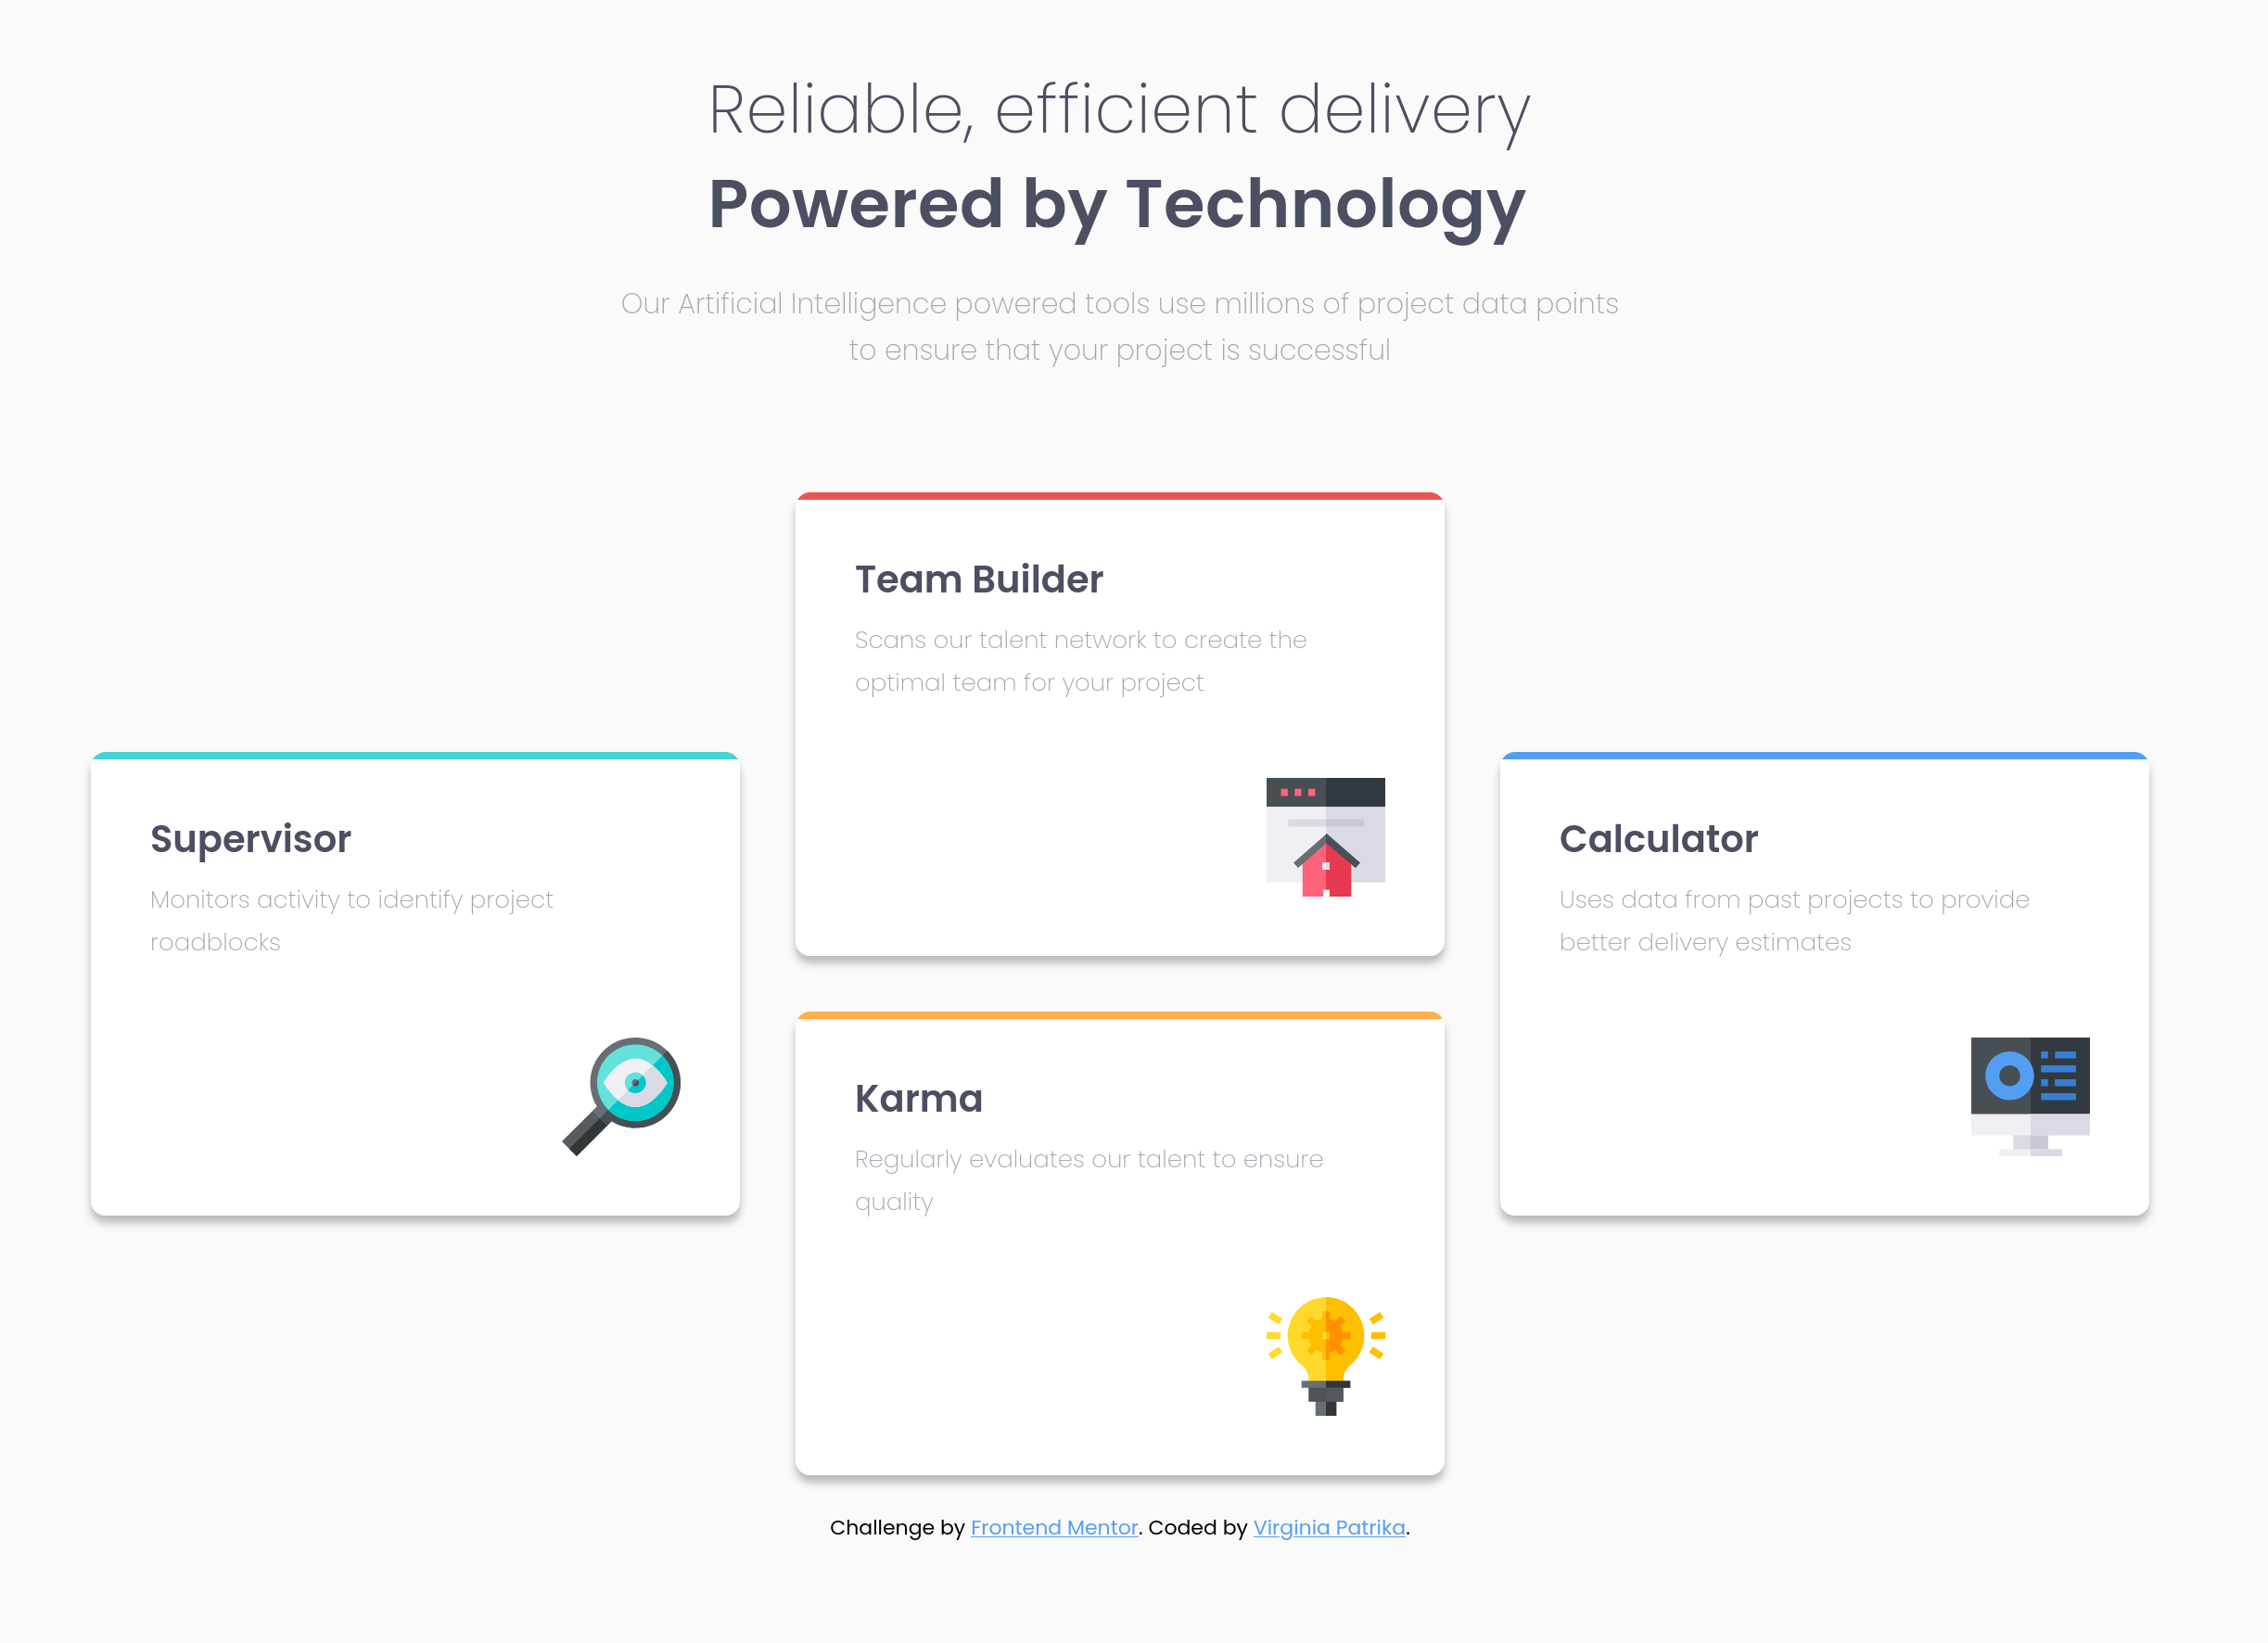 Reliable, efficient delivery
Powered by Technology
Our Artificial Intelligence powered tools use millions of project data points
to ensure that your project is successful
Supervisor
Monitors activity to identify project
roadblocks
Team Builder
Scans our talent network to create the
optimal team for your project
Karma
Regularly evaluates our talent to ensure
quality
Calculator
Uses data from past projects to provide
better delivery estimates
Challenge by Frontend Mentor. Coded by Virginia Patrika.